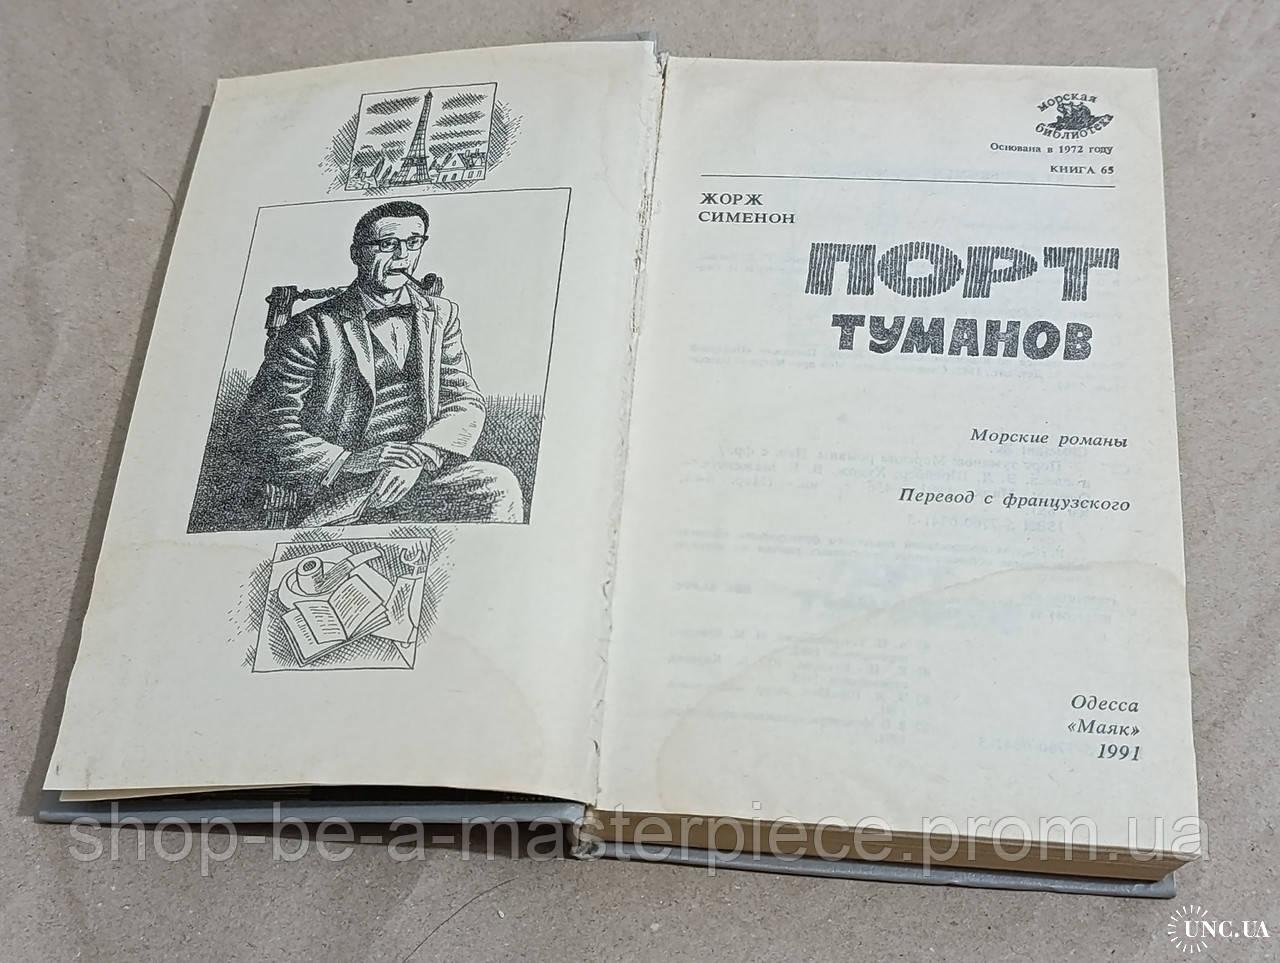 морская
библиотека
Основана в 1972 году
КНИГА 65
ЖОРЖ
СИМЕНОН
ПОРТ
ТУМАНОВ
Морские романы
Перевод с французского
Одесса
«Маяк»
1991
shop-be-a-masterpiece.prom.ua
UNC.UA